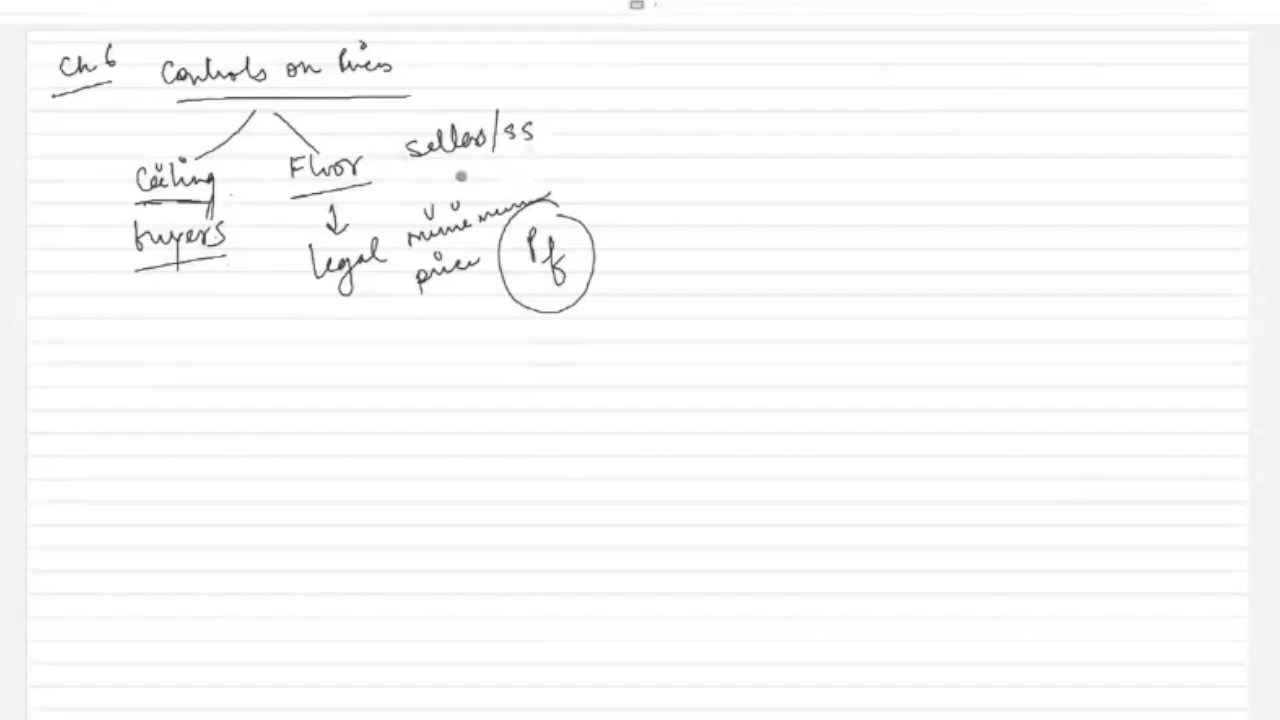 Ch 6 Controls on Prices
Ceiling Floor sellers/ss
buyers
Legal minimum
price Pf